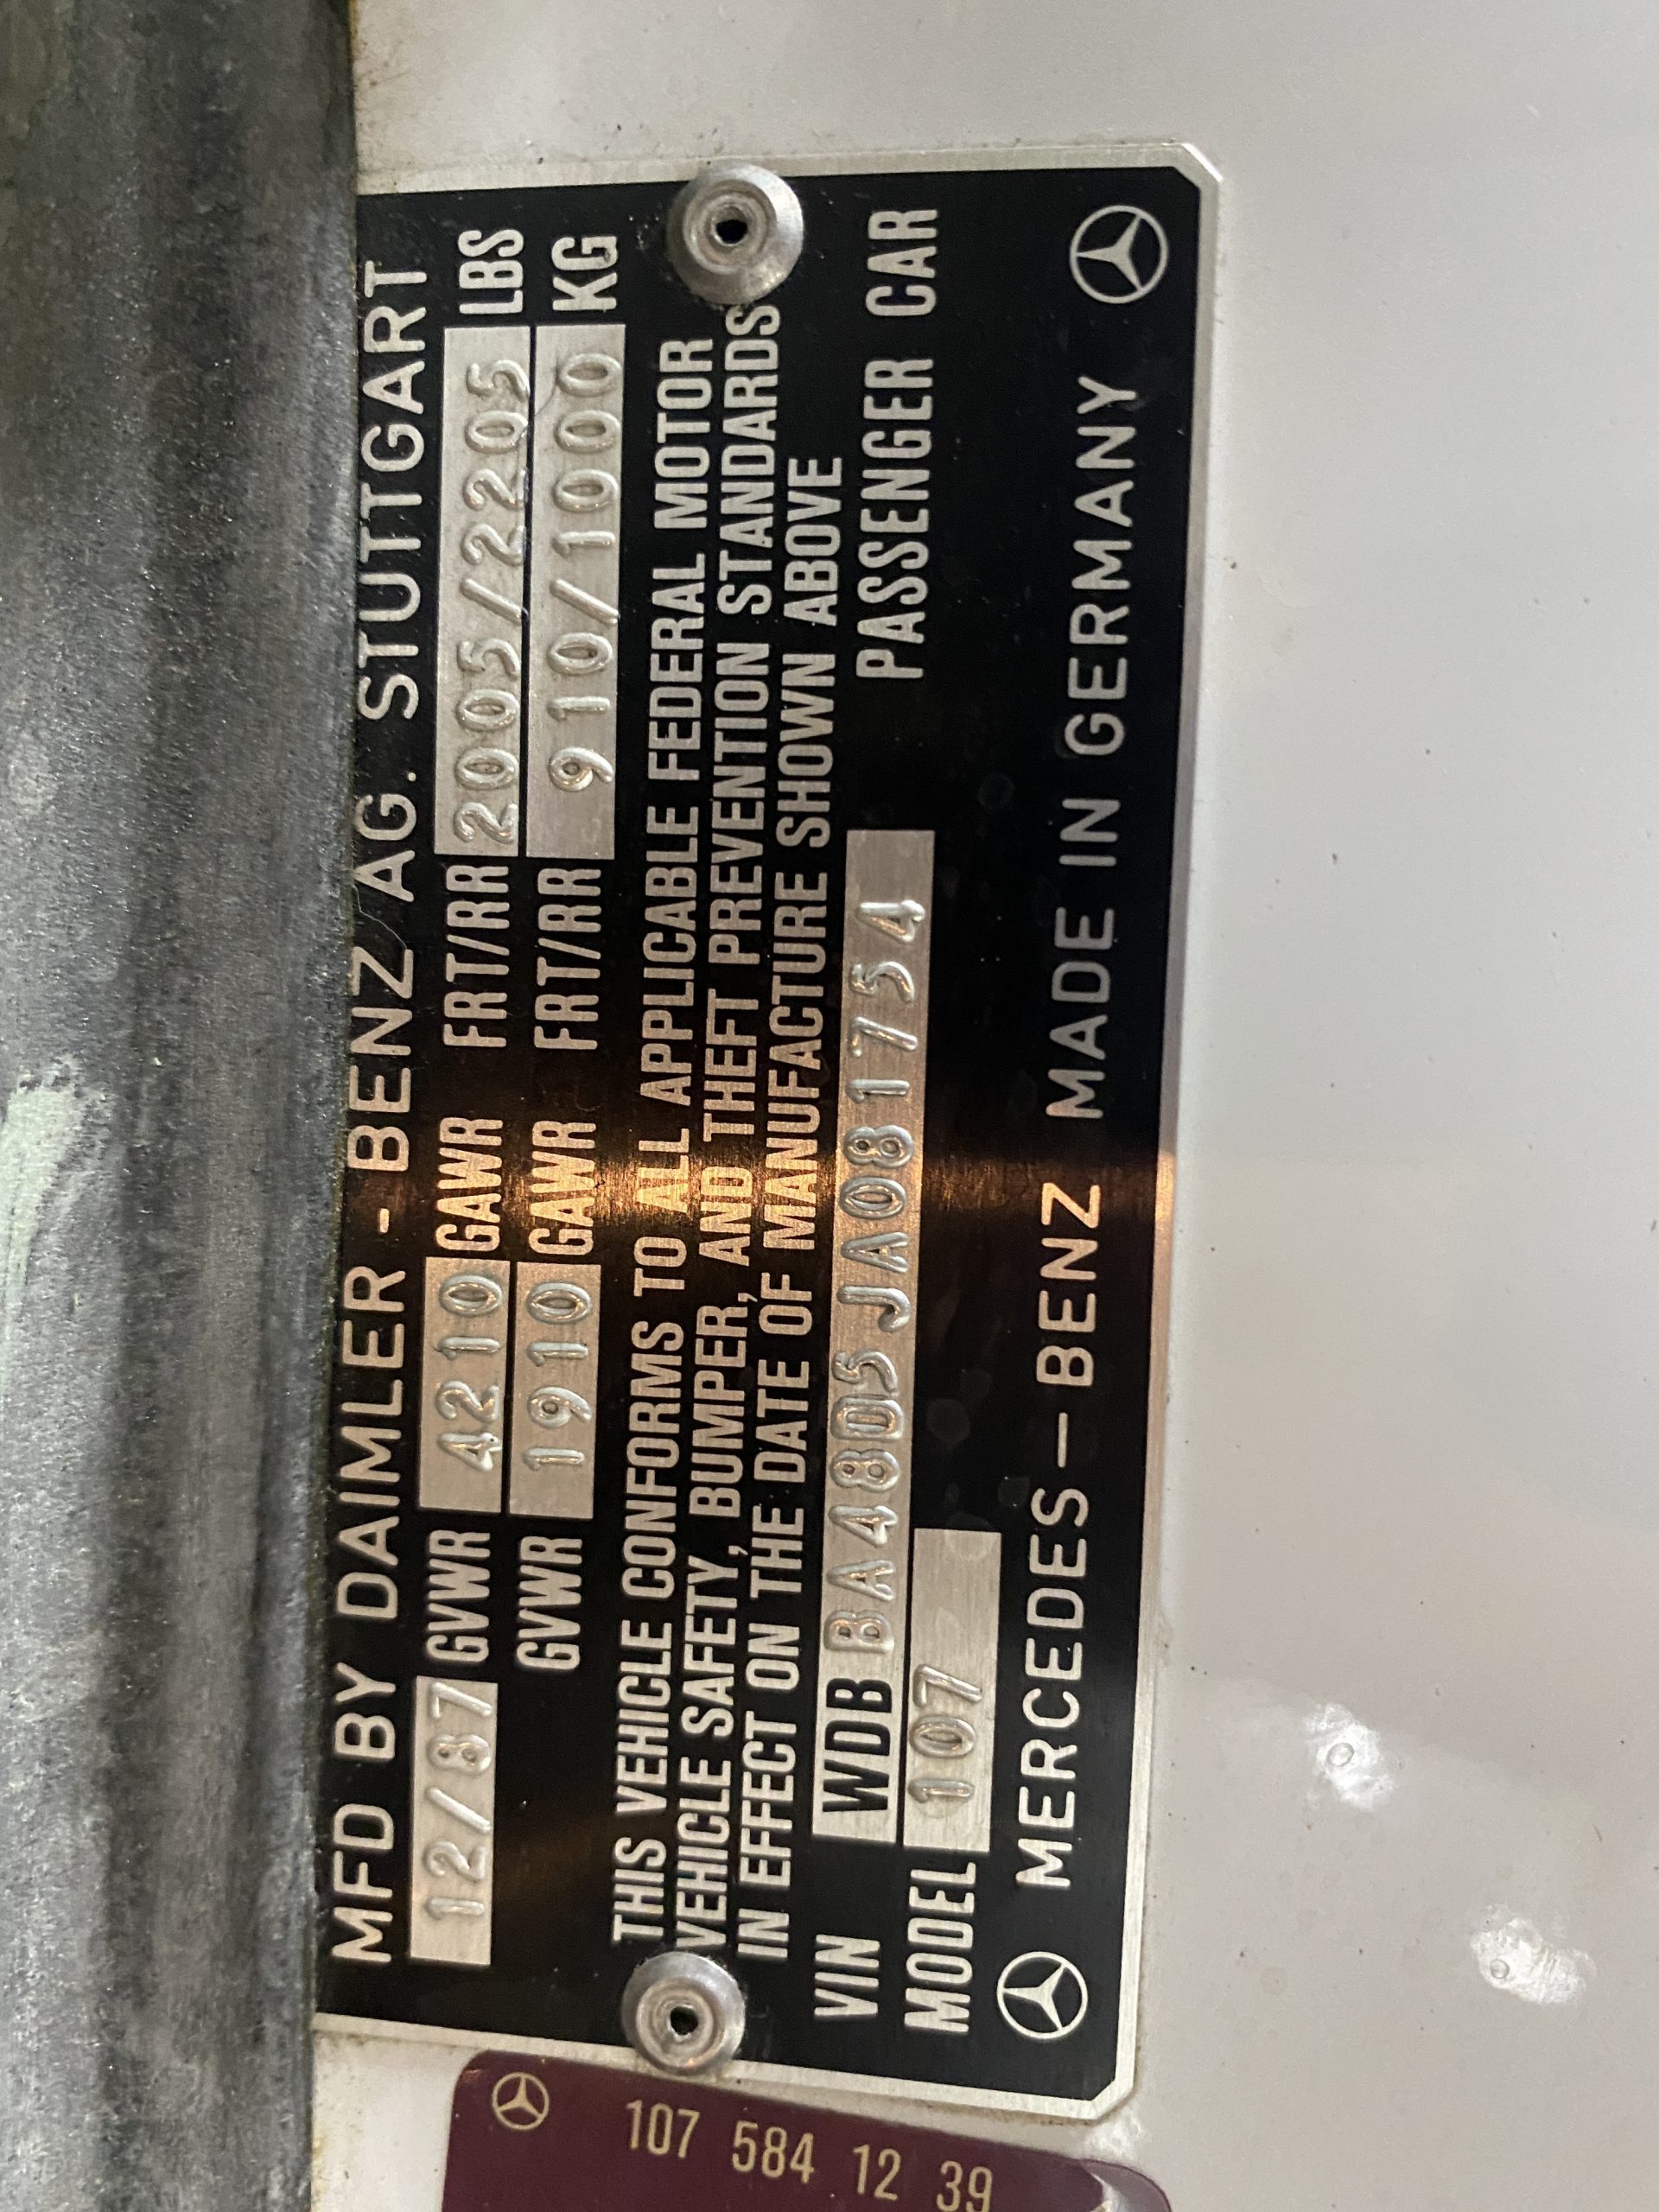 MFD BY DAIMLER - BENZ AG. STUTTGART
12/87 GVWR 4210 GAWR FRT/RR 2005/2205 LBS
GVWR 1910 GAWR FRT/RR 910/1000 KG
THIS VEHICLE CONFORMS TO ALL APPLICABLE FEDERAL MOTOR
VEHICLE SAFETY, BUMPER, AND THEFT PREVENTION STANDARDS
IN EFFECT ON THE DATE OF MANUFACTURE SHOWN ABOVE
VIN WDB BA48D5JA081754 PASSENGER CAR
MODEL 107
MERCEDES-BENZ MADE IN GERMANY
107 584 12 39